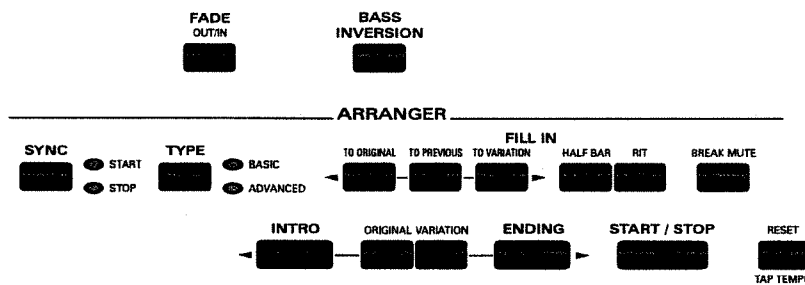 FADE
OUT/IN
BASS
INVERSION
ARRANGER
FILL IN
SYNC
START
STOP
TYPE
BASIC
ADVANCED
TO ORIGINAL
TO PREVIOUS
TO VARIATION
HALF BAR
RIT
BREAK MUTE
INTRO
ORIGINAL VARIATION
ENDING
START / STOP
RESET
TAP